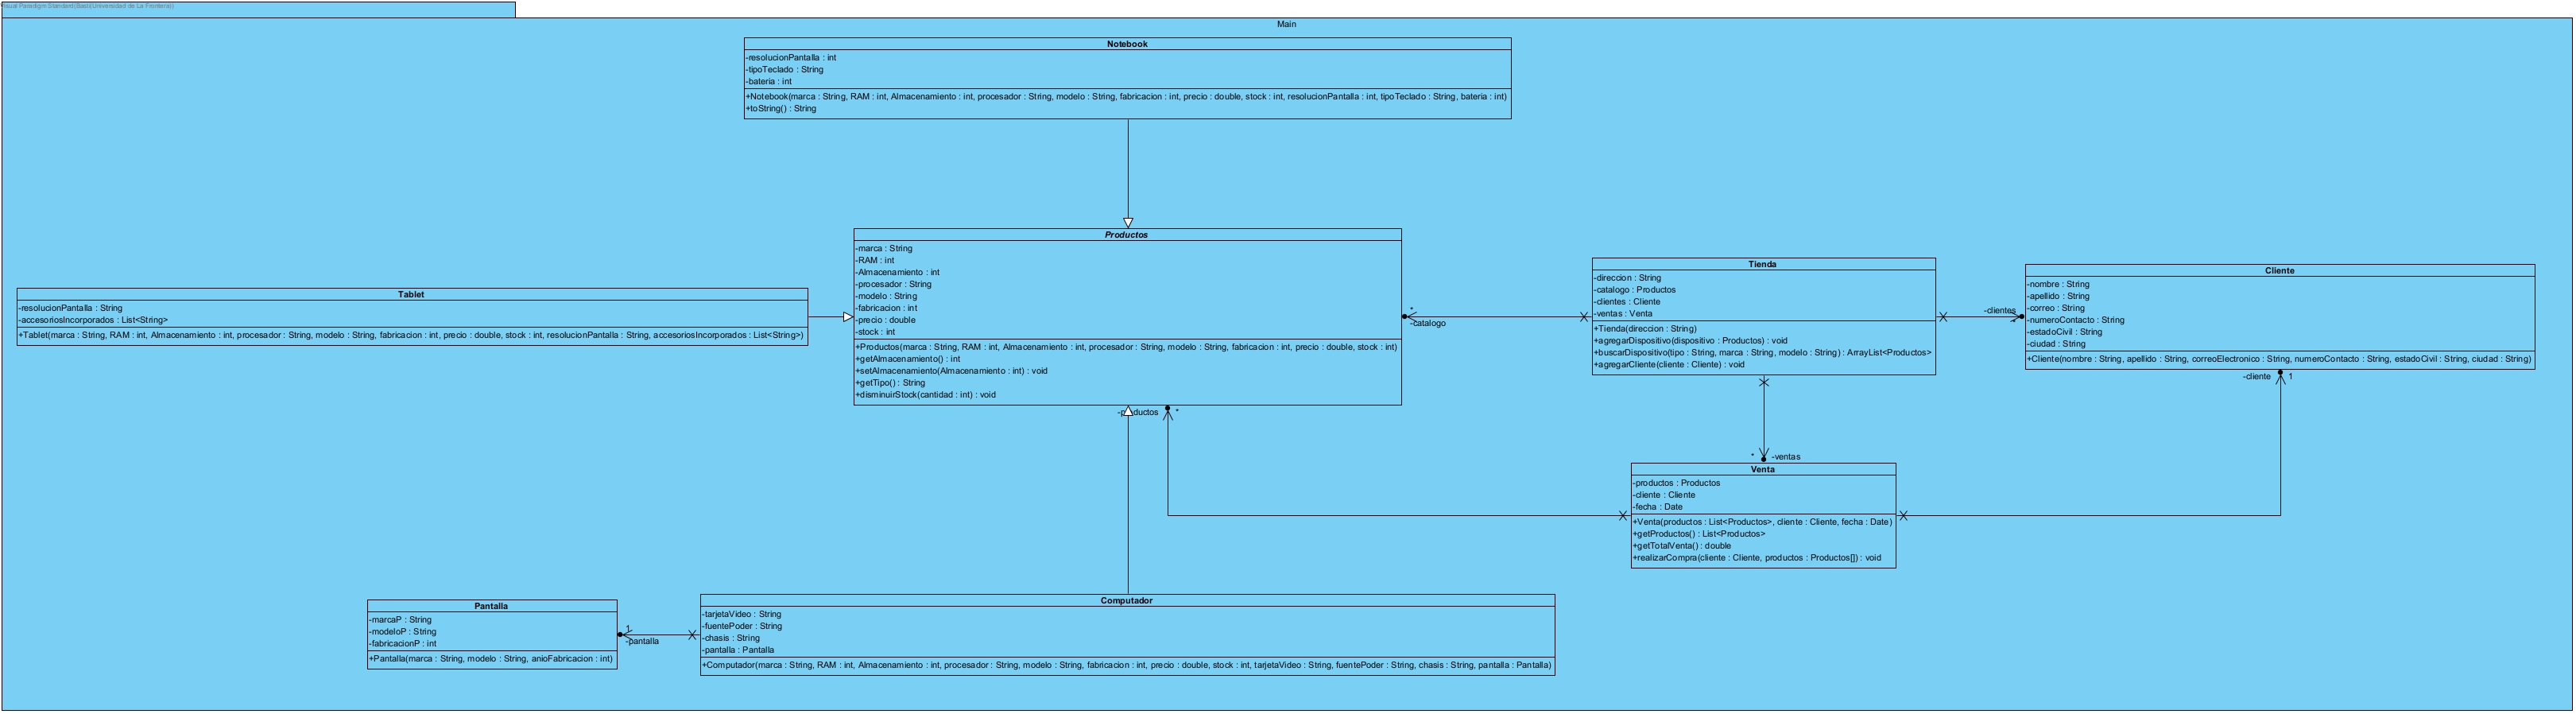 Visual Paradigm Standard(Basti(Universidad de La Frontera))
Main
Notebook
-resolucionPantalla : int
-tipoTeclado : String
-bateria : int
+Notebook(marca : String, RAM : int, Almacenamiento : int, procesador : String, modelo : String, fabricacion : int, precio : double, stock : int, resolucionPantalla : int, tipoTeclado : String, bateria : int)
+toString() : String
Productos
-marca : String
-RAM : int
-Almacenamiento : int
-procesador : String
-modelo : String
-fabricacion : int
-precio : double
-stock : int
+Productos(marca : String, RAM : int, Almacenamiento : int, procesador : String, modelo : String, fabricacion : int, precio : double, stock : int)
+getAlmacenamiento() : int
+setAlmacenamiento(Almacenamiento : int) : void
+getTipo() : String
+disminuirStock(cantidad : int) : void
Tablet
-resolucionPantalla : String
-accesoriosIncorporados : List<String>
+Tablet(marca : String, RAM : int, Almacenamiento : int, procesador : String, modelo : String, fabricacion : int, precio : double, stock : int, resolucionPantalla : String, accesoriosIncorporados : List<String>)
*
-catalogo
Tienda
-direccion : String
-catalogo : Productos
-clientes : Cliente
-ventas : Venta
+Tienda(direccion : String)
+agregarDispositivo(dispositivo : Productos) : void
+buscarDispositivo(tipo : String, marca : String, modelo : String) : ArrayList<Productos>
+agregarCliente(cliente : Cliente) : void
-clientes
*
Cliente
-nombre : String
-apellido : String
-correo : String
-numeroContacto : String
-estadoCivil : String
-ciudad : String
+Cliente(nombre : String, apellido : String, correoElectronico : String, numeroContacto : String, estadoCivil : String, ciudad : String)
-cliente
1
-productos
*
*
-ventas
Venta
-productos : Productos
-cliente : Cliente
-fecha : Date
+Venta(productos : List<Productos>, cliente : Cliente, fecha : Date)
+getProductos() : List<Productos>
+getTotalVenta() : double
+realizarCompra(cliente : Cliente, productos : Productos[]) : void
Pantalla
-marcaP : String
-modeloP : String
-fabricacionP : int
+Pantalla(marca : String, modelo : String, anioFabricacion : int)
1
-pantalla
Computador
-tarjetaVideo : String
-fuentePoder : String
-chasis : String
-pantalla : Pantalla
+Computador(marca : String, RAM : int, Almacenamiento : int, procesador : String, modelo : String, fabricacion : int, precio : double, stock : int, tarjetaVideo : String, fuentePoder : String, chasis : String, pantalla : Pantalla)